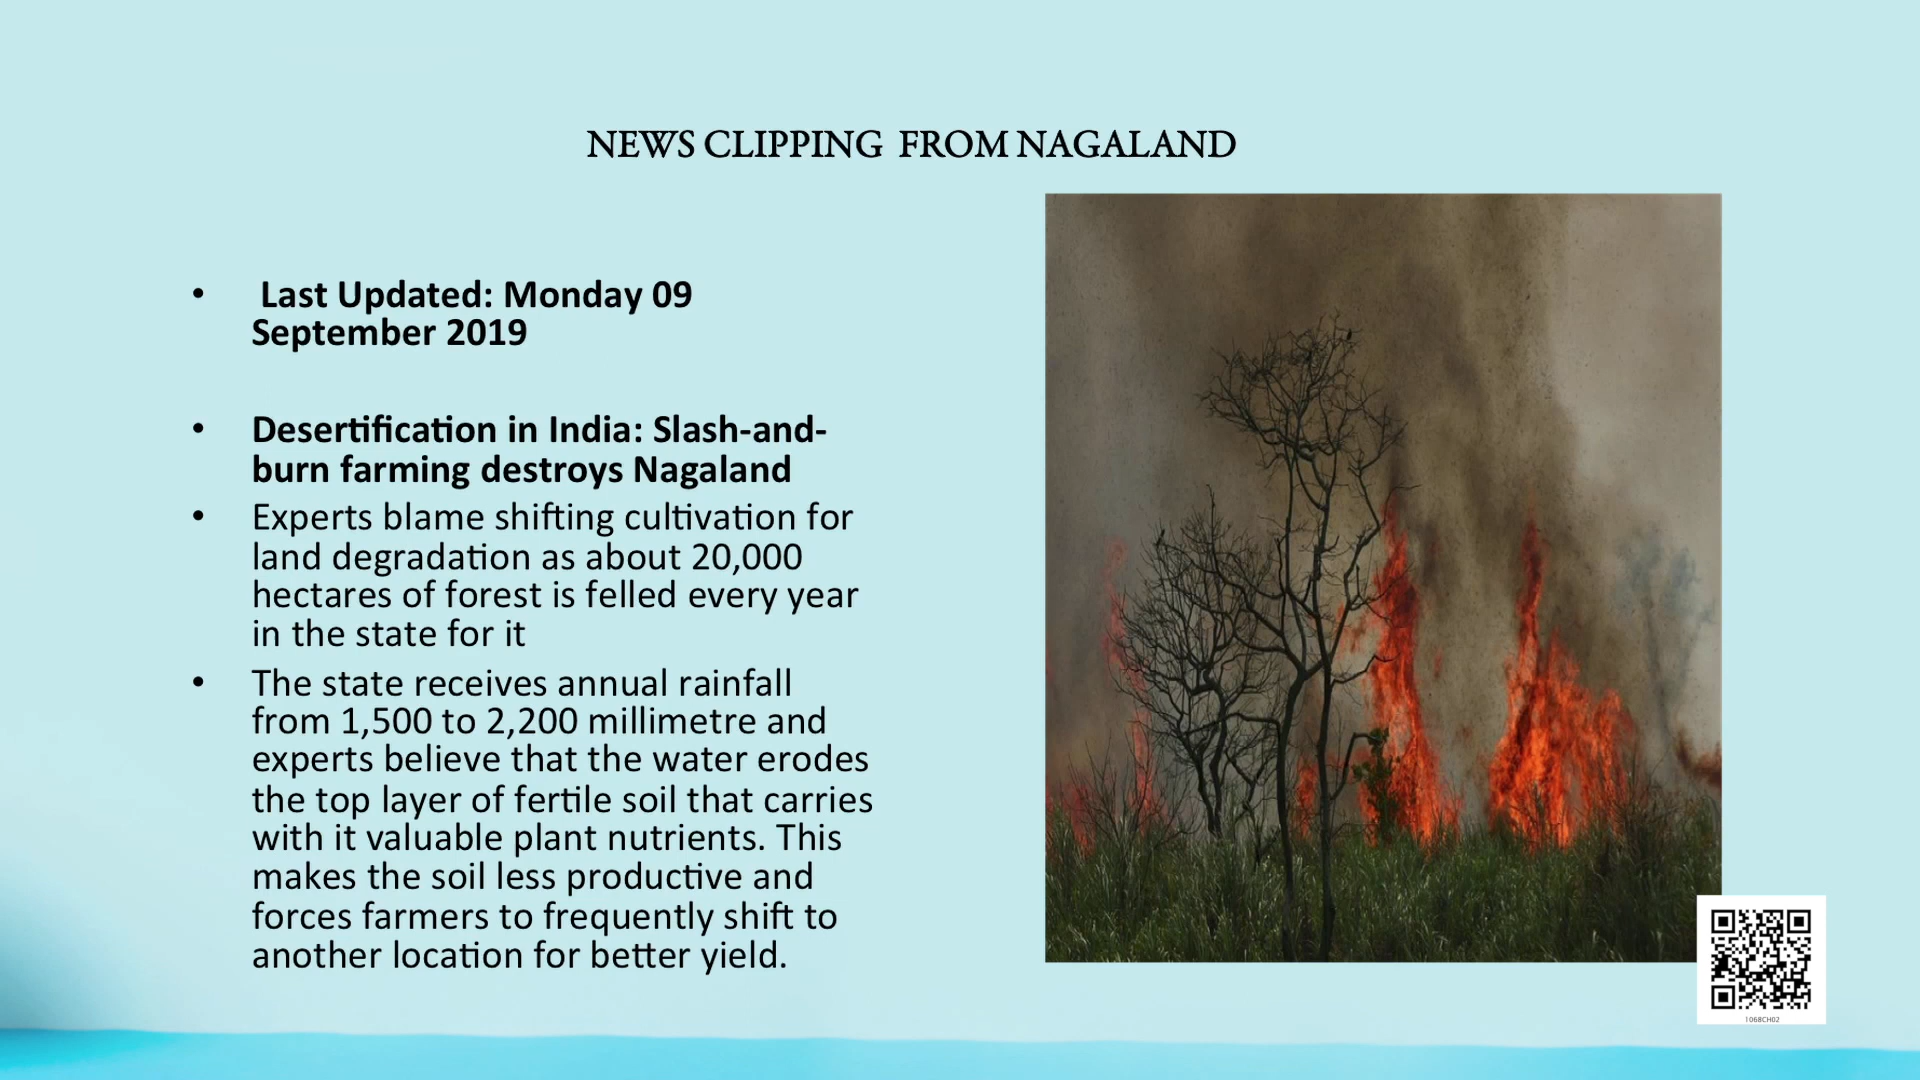 NEWS CLIPPING FROM NAGALAND
• Last Updated: Monday 09
September 2019
• Desertification in India: Slash-and-
burn farming destroys Nagaland
• Experts blame shifting cultivation for
land degradation as about 20,000
hectares of forest is felled every year
in the state for it
• The state receives annual rainfall
from 1,500 to 2,200 millimetre and
experts believe that the water erodes
the top layer of fertile soil that carries
with it valuable plant nutrients. This
makes the soil less productive and
forces farmers to frequently shift to
another location for better yield.
1068CH02